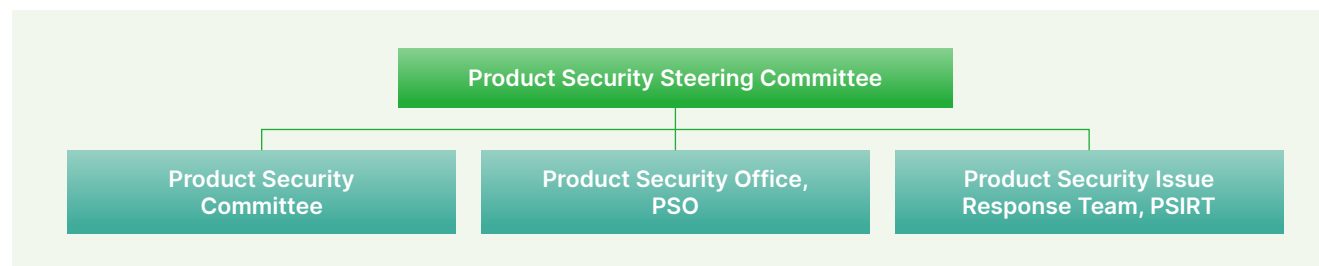 Product Security Steering Committee
Product Security
Committee
Product Security Office,
PSO
Product Security Issue
Response Team, PSIRT